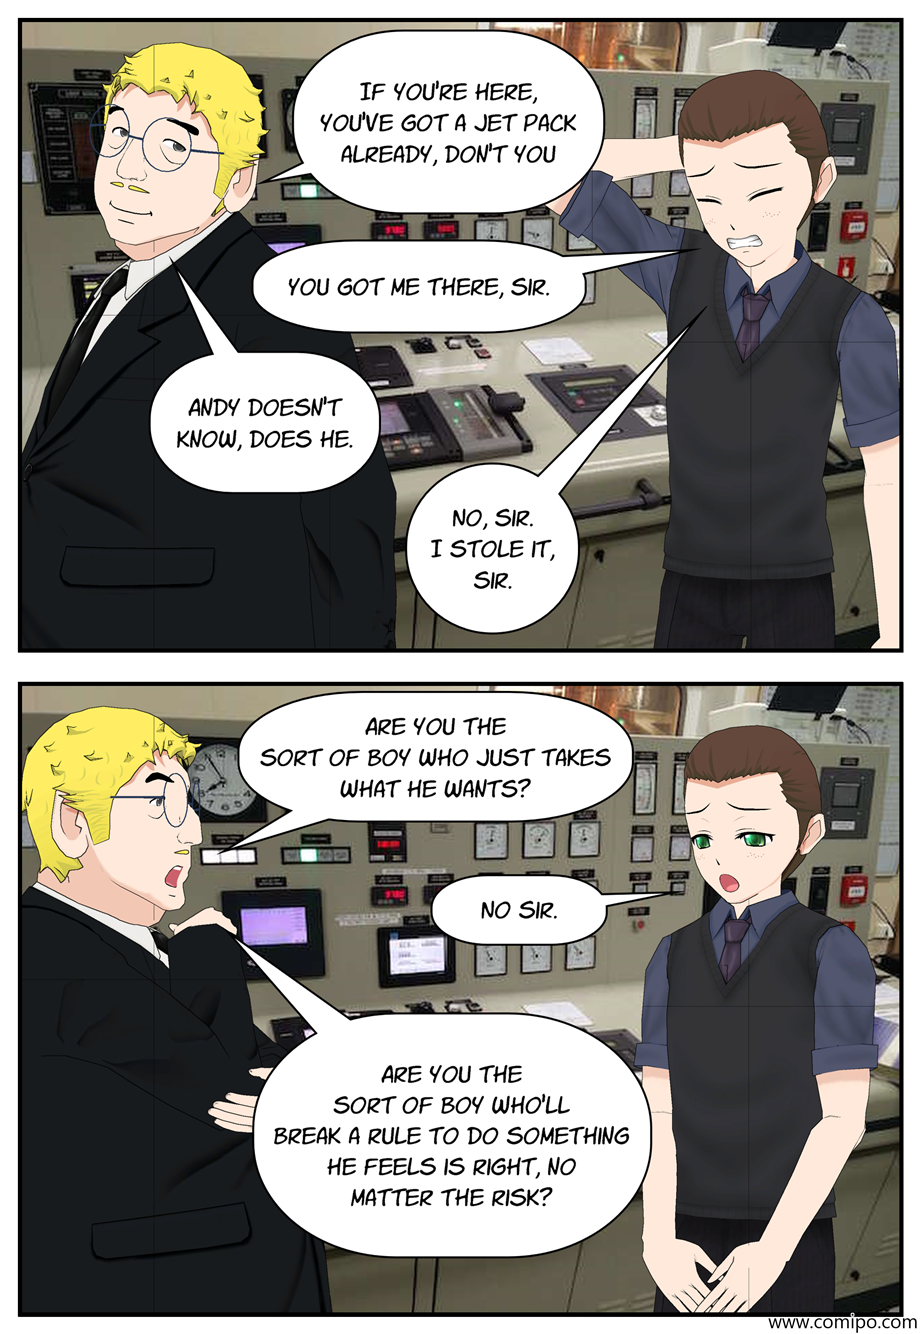 IF YOU'RE HERE,
YOU'VE GOT A JET PACK
ALREADY, DON'T YOU
YOU GOT ME THERE, SIR.
ANDY DOESN'T
KNOW, DOES HE.
NO, SIR.
I STOLE IT,
SIR.
ARE YOU THE
SORT OF BOY WHO JUST TAKES
WHAT HE WANTS?
NO SIR.
ARE YOU THE
SORT OF BOY WHO'LL
BREAK A RULE TO DO SOMETHING
HE FEELS IS RIGHT, NO
MATTER THE RISK?
www.comipo.com